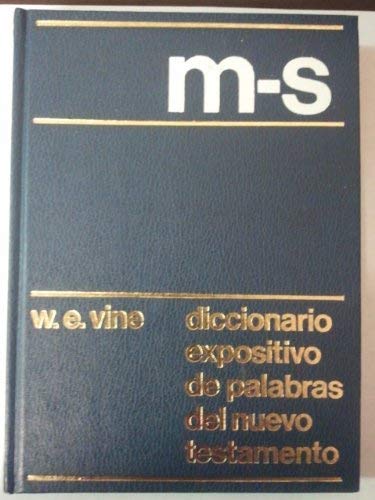 m-s
w. e. vine
diccionario
expositivo
de palabras
del nuevo
testamento